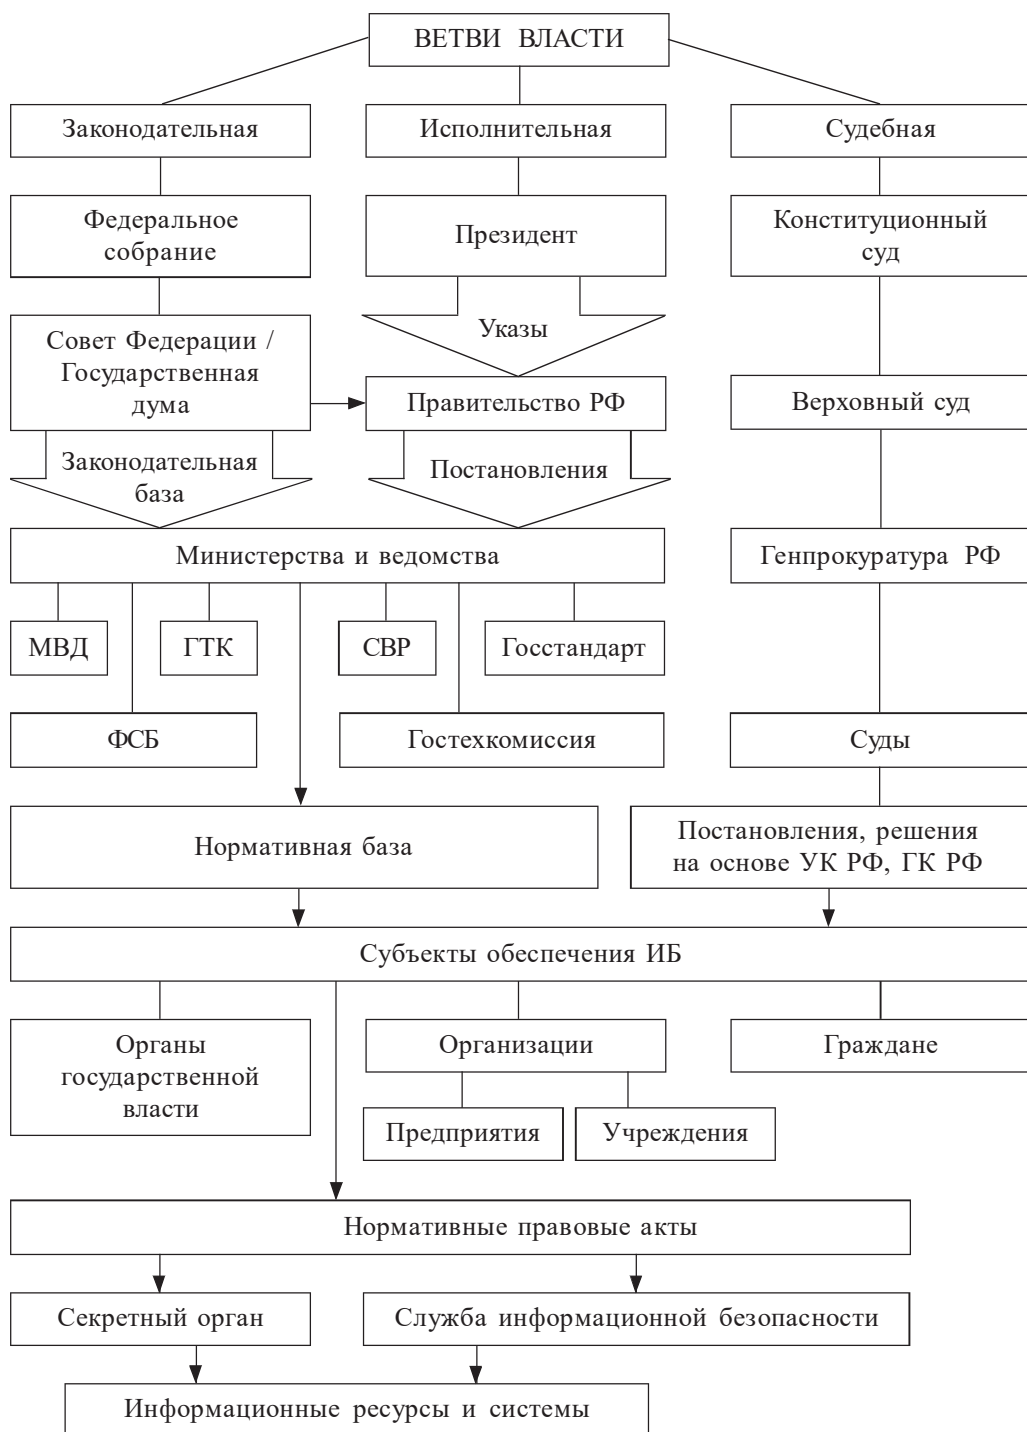 ВЕТВИ ВЛАСТИ
Законодательная
Исполнительная
Судебная
Федеральное
собрание
Президент
Конституционный
суд
Указы
Совет Федерации /
Государственная
дума
Правительство РФ
Верховный суд
Законодательная
база
Постановления
Министерства и ведомства
Генпрокуратура РФ
МВД
ГТК
СВР
Госстандарт
ФСБ
Гостехкомиссия
Суды
Нормативная база
Постановления, решения
на основе УК РФ, ГК РФ
Субъекты обеспечения ИБ
Органы
государственной
власти
Организации
Граждане
Предприятия
Учреждения
Нормативные правовые акты
Секретный орган
Служба информационной безопасности
Информационные ресурсы и системы